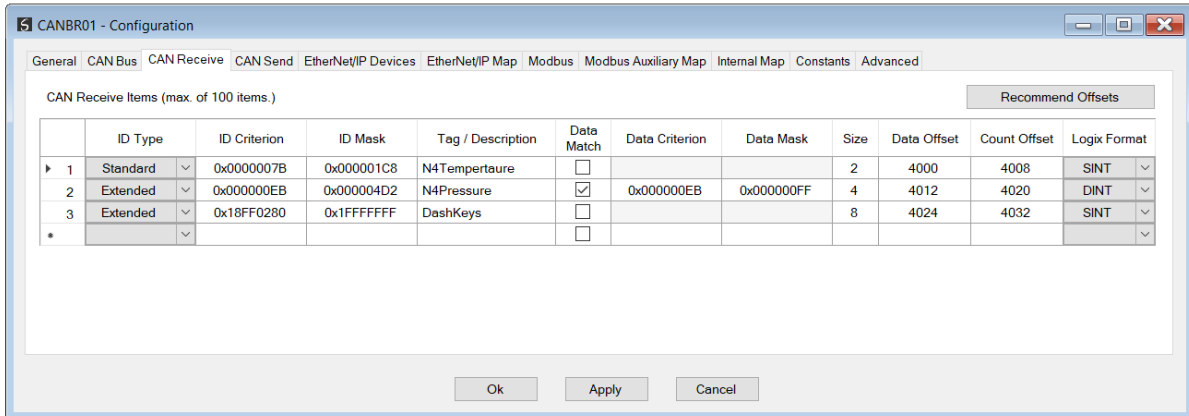 CANBR01 - Configuration
General CAN Bus CAN Receive CAN Send EtherNet/IP Devices EtherNet/IP Map Modbus Modbus Auxiliary Map Internal Map Constants Advanced
CAN Receive Items (max. of 100 items.) Recommend Offsets
ID Type ID Criterion ID Mask Tag / Description Data Match Data Criterion Data Mask Size Data Offset Count Offset Logix Format
1 Standard 0x0000007B 0x000001C8 N4Tempertaure 2 4000 4008 SINT
2 Extended 0x000000EB 0x000004D2 N4Pressure 0x000000EB 0x000000FF 4 4012 4020 DINT
3 Extended 0x18FF0280 0x1FFFFFFF DashKeys 8 4024 4032 SINT
Ok Apply Cancel